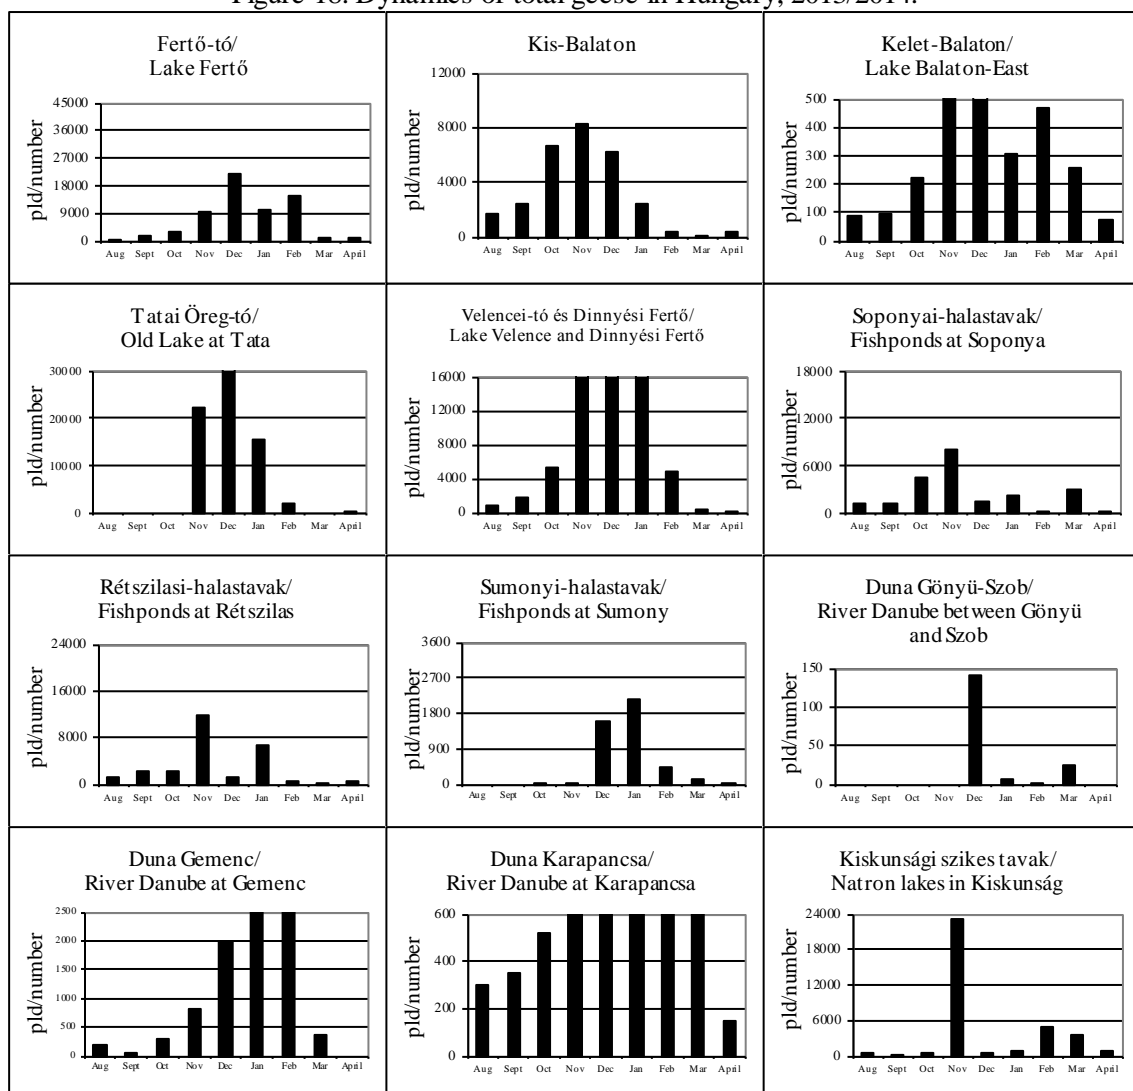 Figure 18. Dynamics of total geese in Hungary, 2013/2014.
Fertő-tó/
Lake Fertő
pld/number
45000
36000
27000
18000
9000
0
Aug Sept Oct Nov Dec Jan Feb Mar April
Kis-Balaton
pld/number
12000
8000
4000
0
Aug Sept Oct Nov Dec Jan Feb Mar April
Kelet-Balaton/
Lake Balaton-East
pld/number
500
400
300
200
100
0
Aug Sept Oct Nov Dec Jan Feb Mar April
Tatai Öreg-tó/
Old Lake at Tata
pld/number
30000
20000
10000
0
Aug Sept Oct Nov Dec Jan Feb Mar April
Velencei-tó és Dinnyési Fertő/
Lake Velence and Dinnyési Fertő
pld/number
16000
12000
8000
4000
0
Aug Sept Oct Nov Dec Jan Feb Mar April
Soponyai-halastavak/
Fishponds at Soponya
pld/number
18000
12000
6000
0
Aug Sept Oct Nov Dec Jan Feb Mar April
Rétszilasi-halastavak/
Fishponds at Rétszilas
pld/number
24000
16000
8000
0
Aug Sept Oct Nov Dec Jan Feb Mar April
Sumonyi-halastavak/
Fishponds at Sumony
pld/number
3600
2700
1800
900
0
Aug Sept Oct Nov Dec Jan Feb Mar April
Duna Gönyü-Szob/
River Danube between Gönyü
and Szob
pld/number
150
100
50
0
Aug Sept Oct Nov Dec Jan Feb Mar April
Duna Gemenc/
River Danube at Gemenc
pld/number
2500
2000
1500
1000
500
0
Aug Sept Oct Nov Dec Jan Feb Mar April
Duna Karapancsa/
River Danube at Karapancsa
pld/number
600
400
200
0
Aug Sept Oct Nov Dec Jan Feb Mar April
Kiskunsági szikes tavak/
Natron lakes in Kiskunság
pld/number
24000
12000
6000
0
Aug Sept Oct Nov Dec Jan Feb Mar April